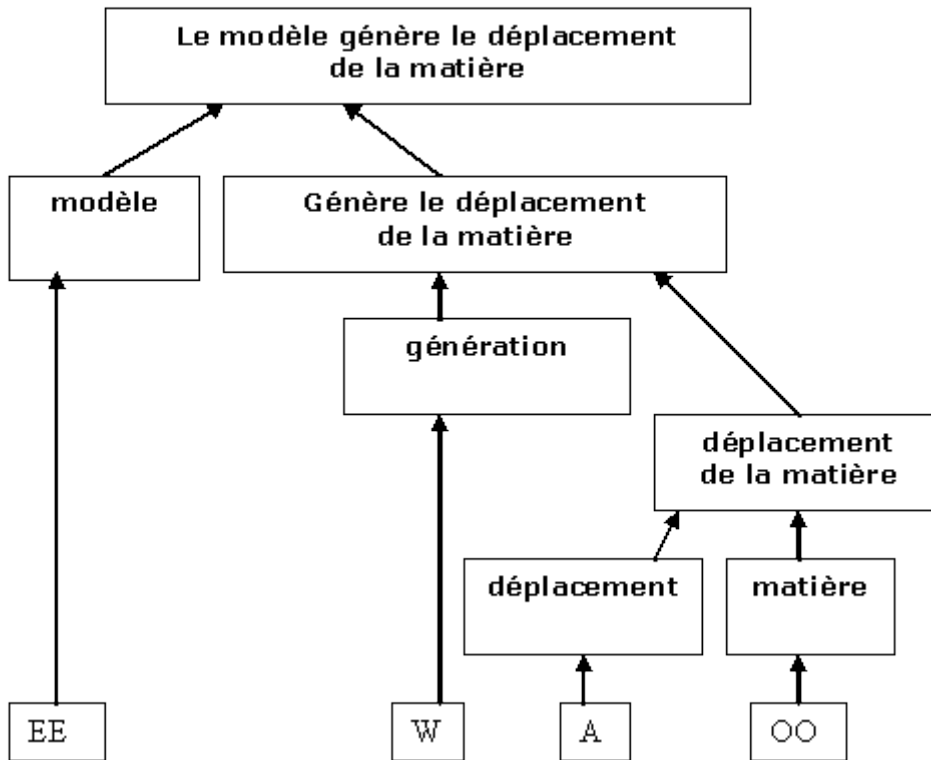 Le modèle génère le déplacement
de la matière
modèle
Génère le déplacement
de la matière
génération
déplacement
de la matière
déplacement
matière
EE
W
A
OO